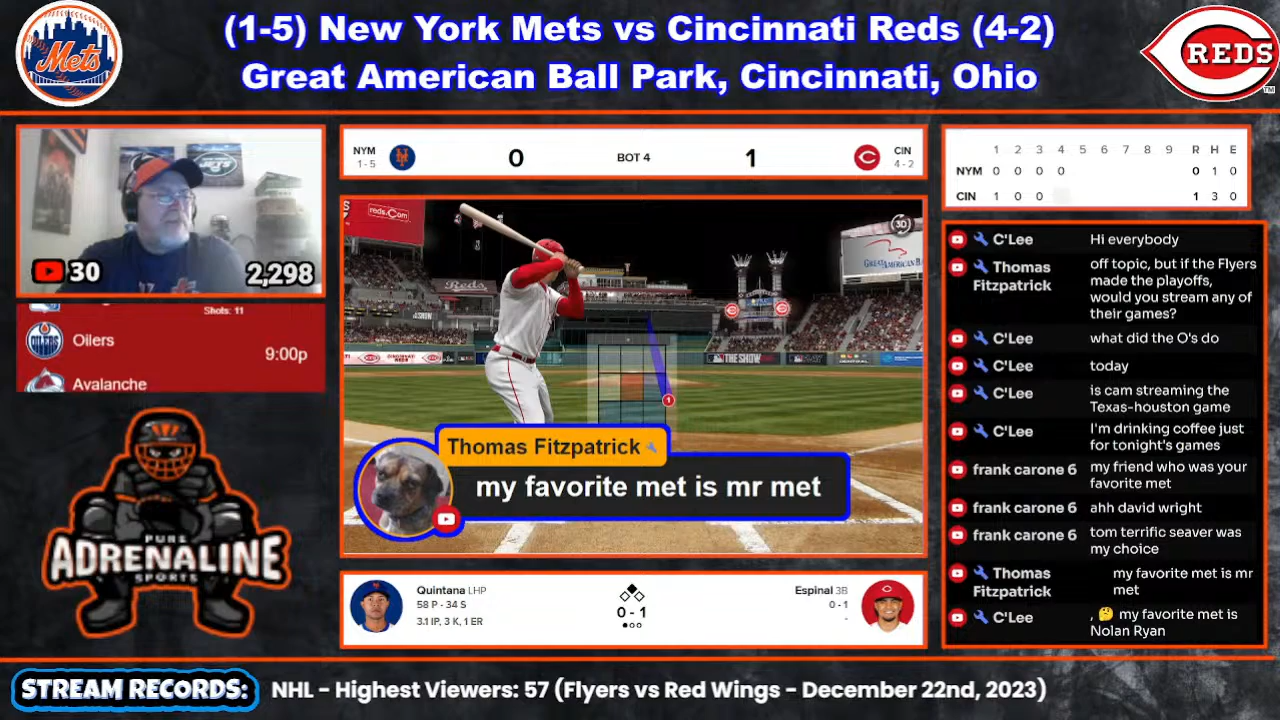 (1-5) New York Mets vs Cincinnati Reds (4-2)
Great American Ball Park, Cincinnati, Ohio
Mets
REDS
JETS
30
2,298
Shots: 11
Oilers
9:00p
Avalanche
PURE
ADRENALINE
SPORTS
NYM
1 - 5
0
BOT 4
1
CIN
4 - 2
reds.com
Reds
THE SHOW
30
Thomas Fitzpatrick
my favorite met is mr met
1
Quintana LHP
58 P - 34 S
3.1 IP, 3 K, 1 ER
0 - 1
Espinal 3B
0 - 1
-
1 2 3 4 5 6 7 8 9 R H E
NYM 0 0 0 0 0 1 0
CIN 1 0 0 1 3 0
C'Lee Hi everybody
Thomas Fitzpatrick off topic, but if the Flyers
made the playoffs,
would you stream any of
their games?
C'Lee what did the O's do
C'Lee today
C'Lee is cam streaming the
Texas-houston game
C'Lee I'm drinking coffee just
for tonight's games
frank carone 6 my friend who was your
favorite met
frank carone 6 ahh david wright
frank carone 6 tom terrific seaver was
my choice
Thomas Fitzpatrick my favorite met is mr
met
C'Lee , 🤔 my favorite met is
Nolan Ryan
STREAM RECORDS:
NHL - Highest Viewers: 57 (Flyers vs Red Wings - December 22nd, 2023)